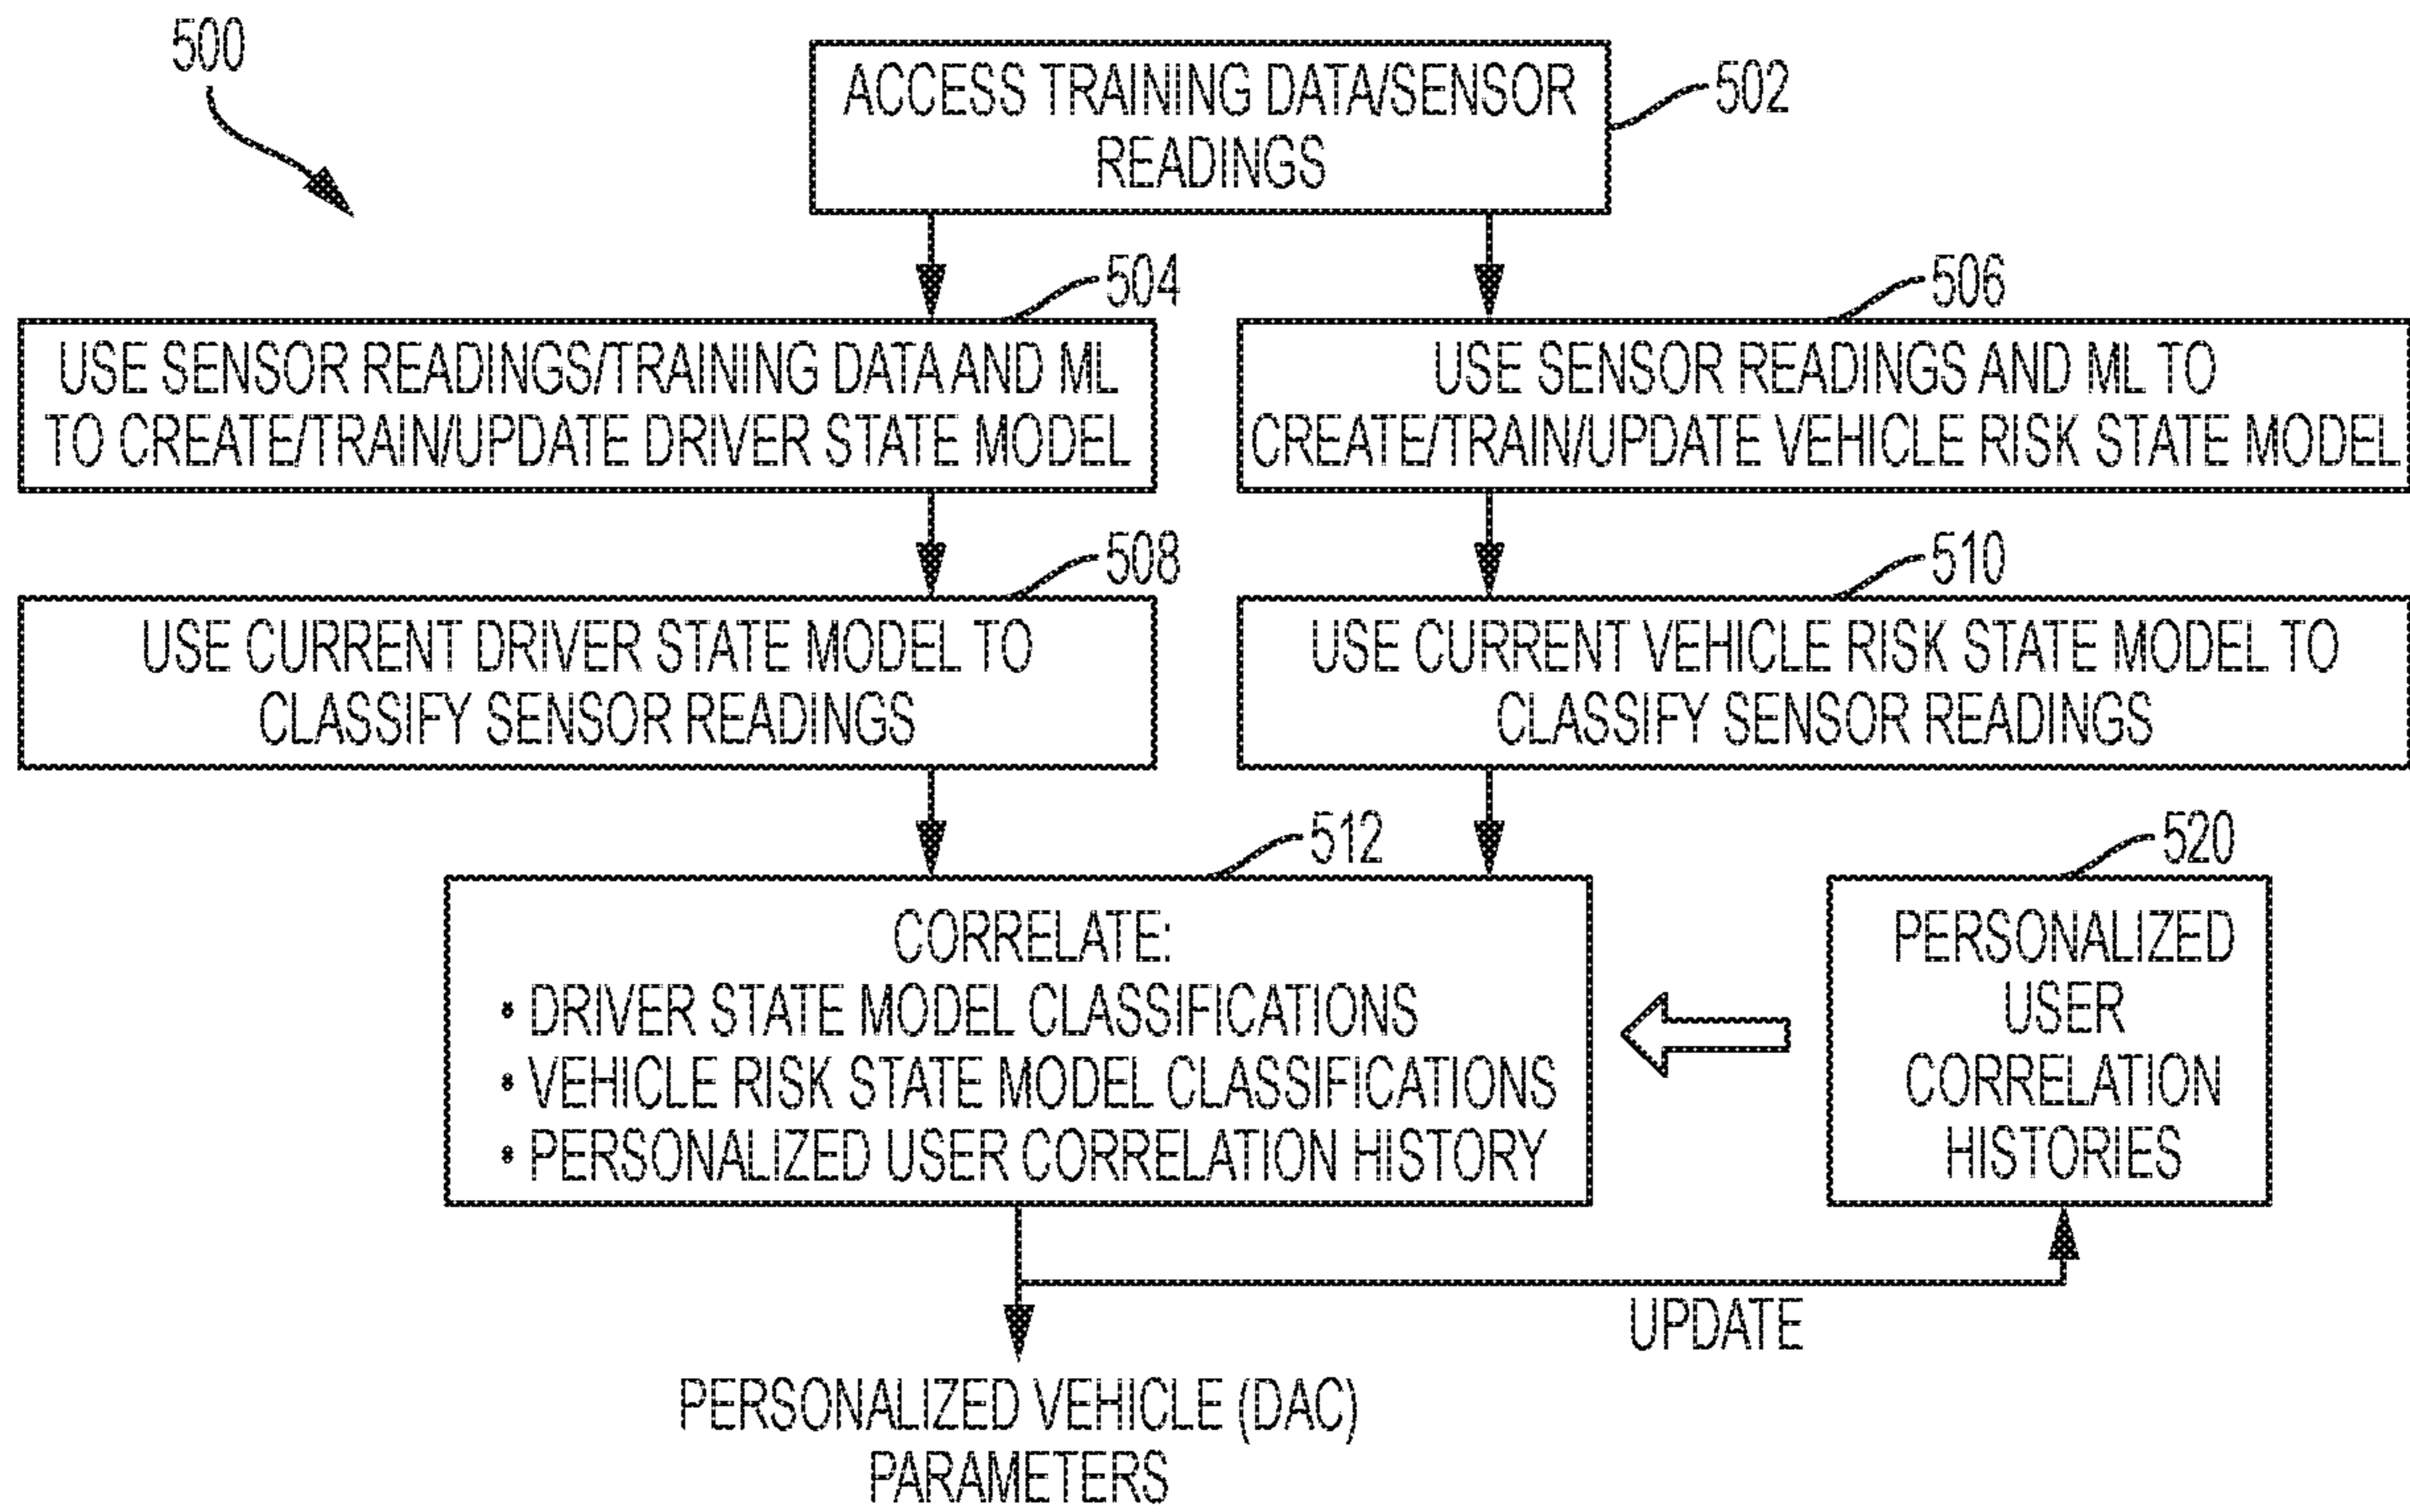 500
ACCESS TRAINING DATA/SENSOR
READINGS
502
504
USE SENSOR READINGS/TRAINING DATA AND ML
TO CREATE/TRAIN/UPDATE DRIVER STATE MODEL
506
USE SENSOR READINGS AND ML TO
CREATE/TRAIN/UPDATE VEHICLE RISK STATE MODEL
508
USE CURRENT DRIVER STATE MODEL TO
CLASSIFY SENSOR READINGS
510
USE CURRENT VEHICLE RISK STATE MODEL TO
CLASSIFY SENSOR READINGS
512
CORRELATE:
• DRIVER STATE MODEL CLASSIFICATIONS
• VEHICLE RISK STATE MODEL CLASSIFICATIONS
• PERSONALIZED USER CORRELATION HISTORY
520
PERSONALIZED
USER
CORRELATION
HISTORIES
UPDATE
PERSONALIZED VEHICLE (DAC)
PARAMETERS